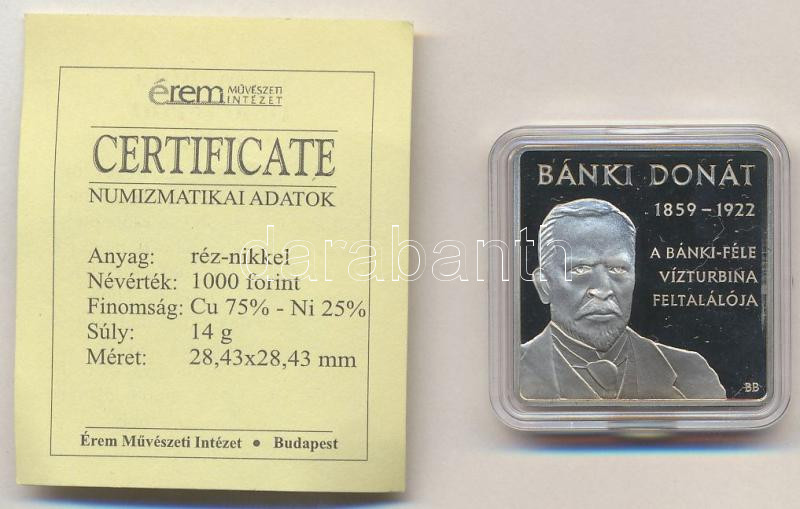 érem MŰVÉSZETI
INTÉZET
CERTIFICATE
NUMIZMATIKAI ADATOK
Anyag: réz-nikkel
Névérték: 1000 forint
Finomság: Cu 75% - Ni 25%
Súly: 14 g
Méret: 28,43x28,43 mm
Érem Művészeti Intézet • Budapest
BÁNKI DONÁT
1859-1922
A BÁNKI-FÉLE
VÍZTURBINA
FELTALÁLÓJA
BB
darabanth